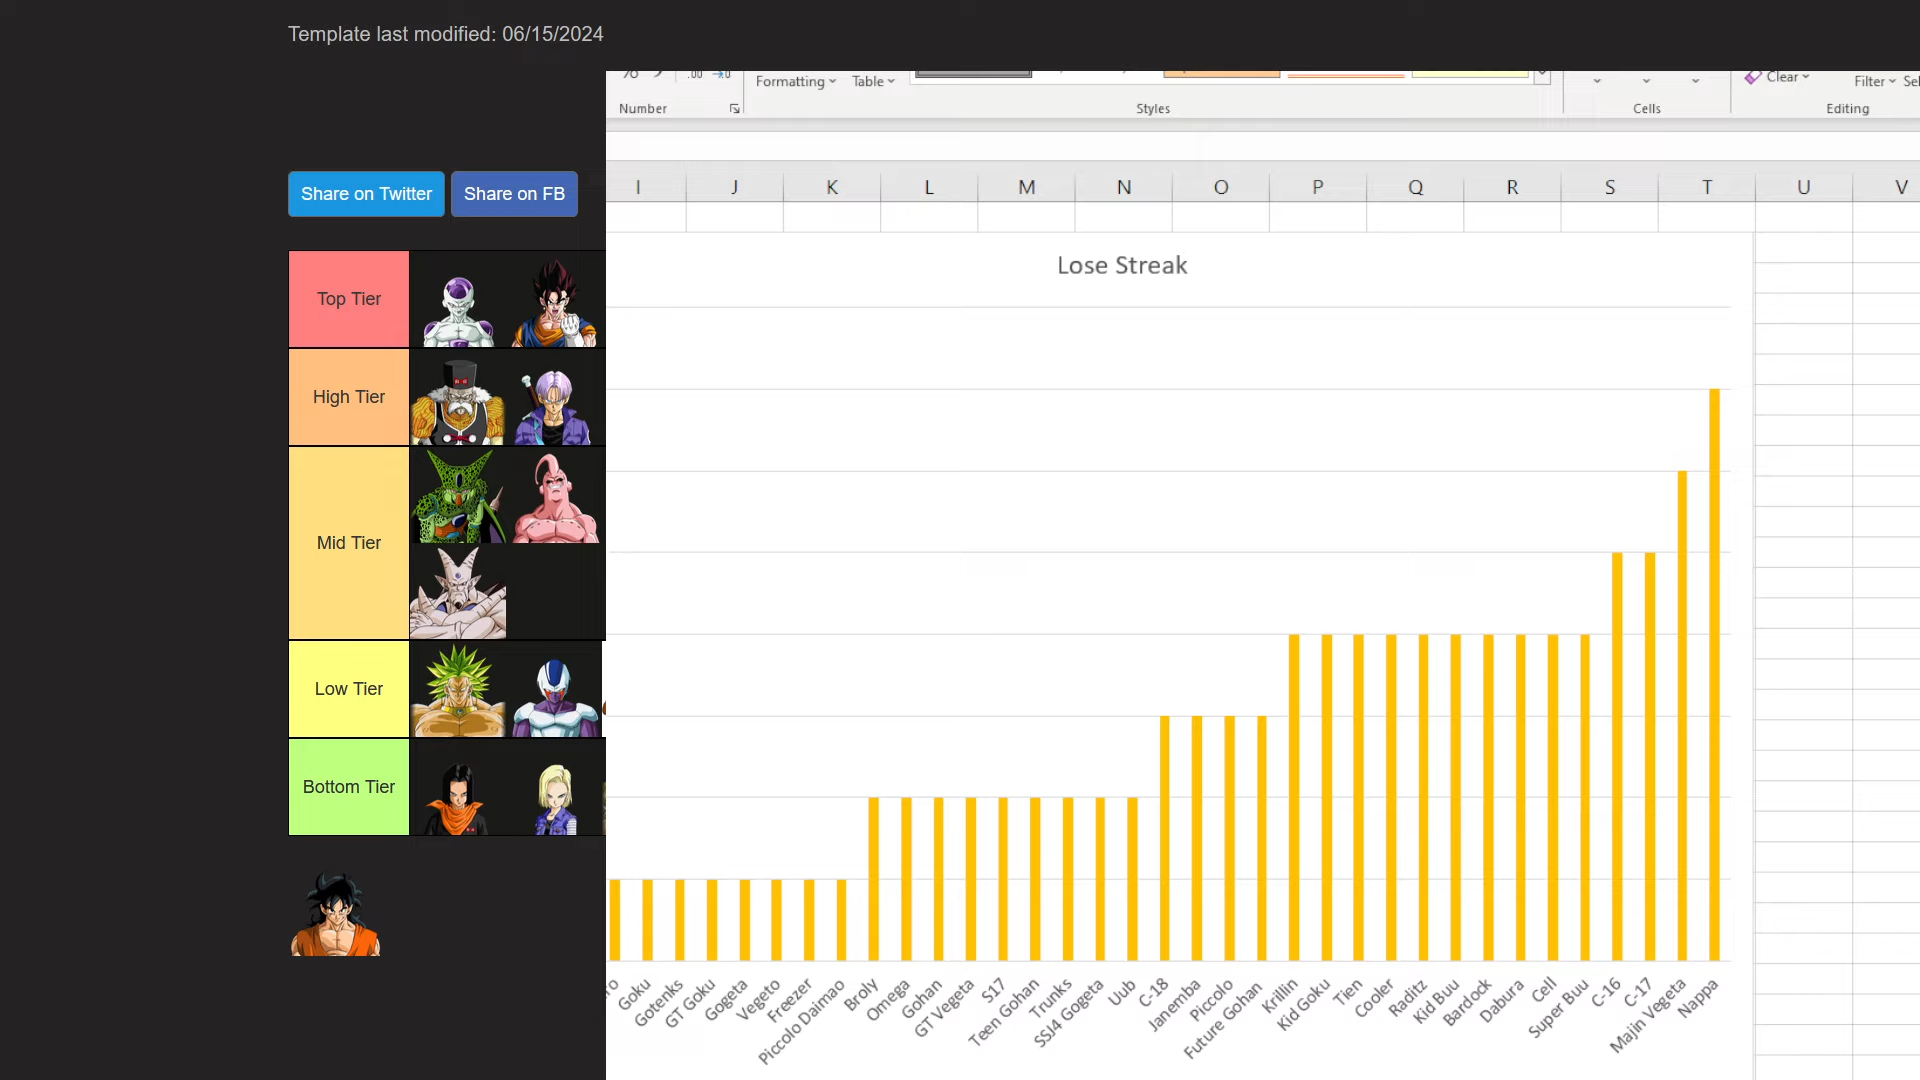 Template last modified: 06/15/2024
Share on Twitter
Share on FB
Top Tier
High Tier
Mid Tier
Low Tier
Bottom Tier
.00
Formatting
Table
Clear
Filter
Number
Styles
Cells
Editing
I J K L M N O P Q R S T U V
Lose Streak
Goku
Gotenks
GT Goku
Gogeta
Vegeto
Freezer
Piccolo Daimao
Broly
Omega
Gohan
GT Vegeta
S17
Teen Gohan
Trunks
SSJ4 Gogeta
Uub
C-18
Janemba
Piccolo
Future Gohan
Krillin
Kid Goku
Tien
Cooler
Raditz
Kid Buu
Bardock
Dabura
Cell
Super Buu
C-16
C-17
Majin Vegeta
Nappa